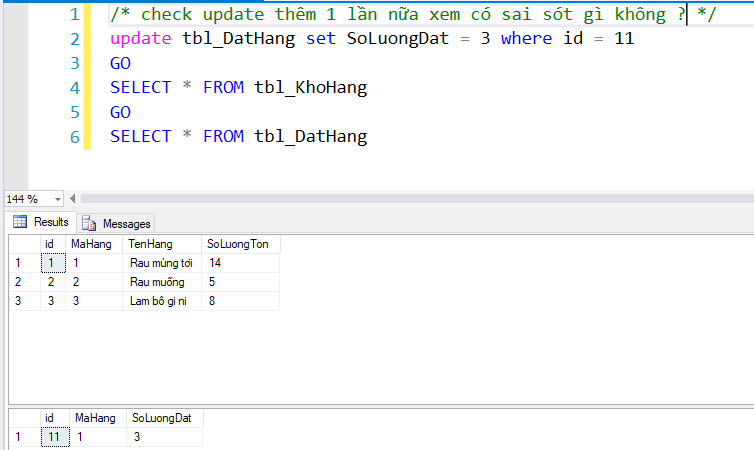 1 /* check update thêm 1 lần nữa xem có sai sót gì không ? */
2 update tbl_DatHang set SoLuongDat = 3 where id = 11
3 GO
4 SELECT * FROM tbl_KhoHang
5 GO
6 SELECT * FROM tbl_DatHang
144 %
Results Messages
id MaHang TenHang SoLuongTon
1 1 1 Rau mùng tơi 14
2 2 2 Rau muống 5
3 3 3 Lam bô gi ni 8
id MaHang SoLuongDat
1 11 1 3